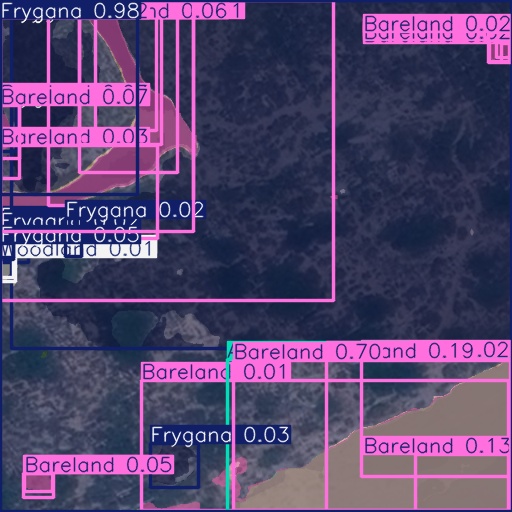 Frygana 0.98
nd 0.061
Bareland 0.02
Bareland 0.07
Bareland 0.03
Frygana 0.02
Frygana 0.05
Woodland 0.01
Bareland 0.70
and 0.19.02
Bareland 0.01
Frygana 0.03
Bareland 0.13
Bareland 0.05